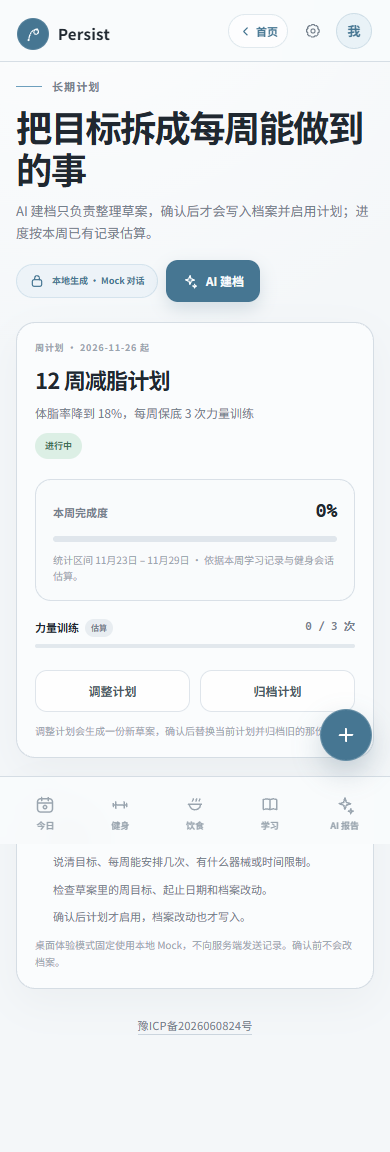 Persist
首页
我
长期计划
把目标拆成每周能做到
的事
AI 建档只负责整理草案，确认后才会写入档案并启用计划；进
度按本周已有记录估算。
本地生成 · Mock 对话
AI 建档
周计划 · 2026-11-26 起
12 周减脂计划
体脂率降到 18%，每周保底 3 次力量训练
进行中
本周完成度
0%
统计区间 11月23日 – 11月29日 · 依据本周学习记录与健身会话
估算。
力量训练
估算
0 / 3 次
调整计划
归档计划
调整计划会生成一份新草案，确认后替换当前计划并归档旧的那
今日
健身
饮食
学习
AI 报告
说清目标、每周能安排几次、有什么器械或时间限制。
检查草案里的周目标、起止日期和档案改动。
确认后计划才启用，档案改动也才写入。
桌面体验模式固定使用本地 Mock，不向服务端发送记录。确认前不会改
档案。
豫ICP备2026060824号